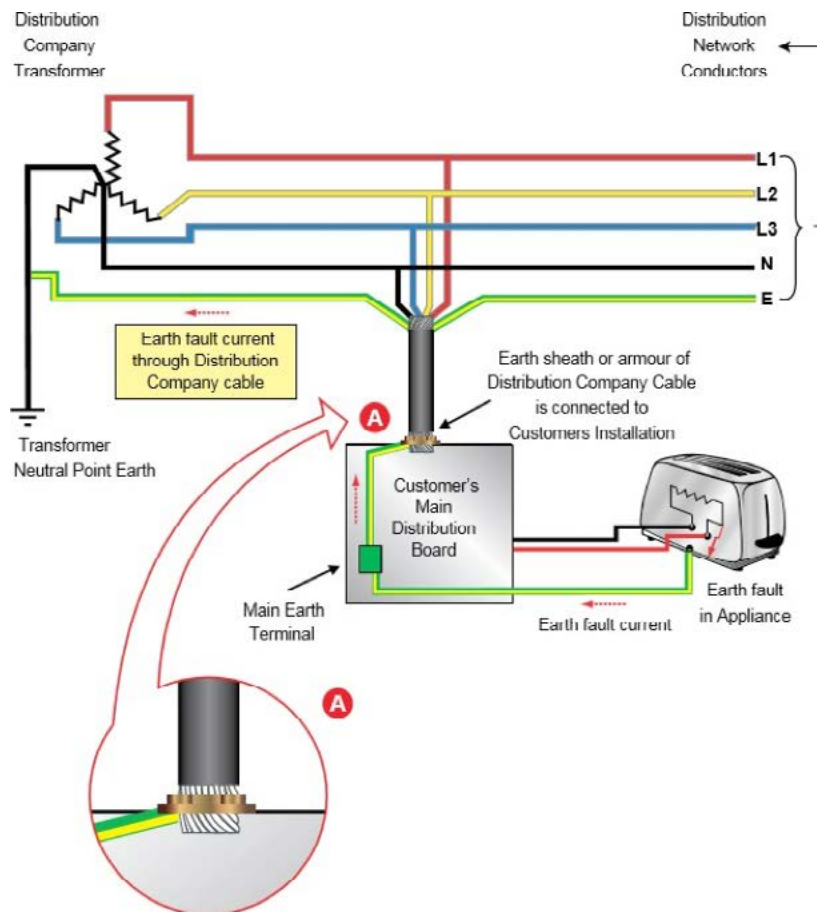 Distribution
Company
Transformer
Distribution
Network
Conductors
L1
L2
L3
N
E
Earth fault current
through Distribution
Company cable
Earth sheath or armour of
Distribution Company Cable
is connected to
Customers Installation
A
Transformer
Neutral Point Earth
Customer's
Main
Distribution
Board
Main Earth
Terminal
Earth fault current
Earth fault
in Appliance
A